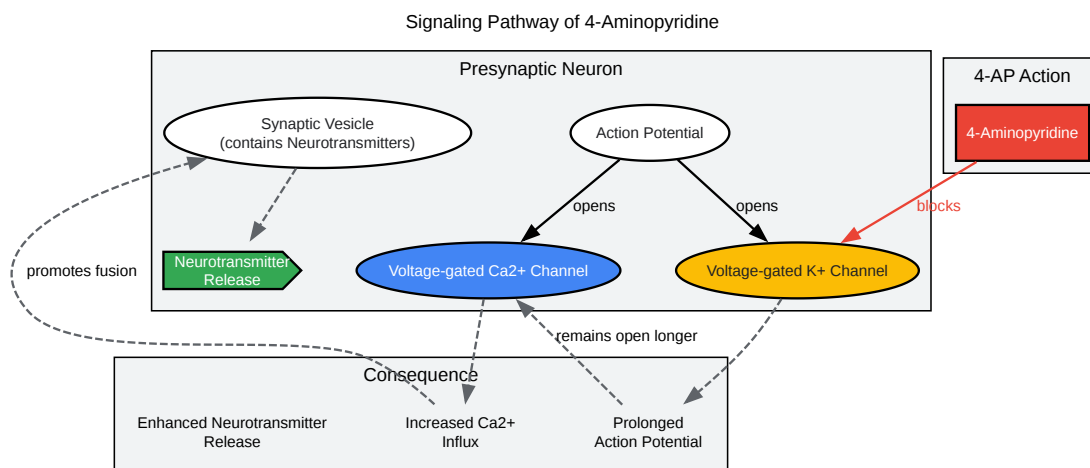 Signaling Pathway of 4-Aminopyridine
Presynaptic Neuron
4-AP Action
Synaptic Vesicle
(contains Neurotransmitters)
Action Potential
4-Aminopyridine
opens
opens
blocks
promotes fusion
Neurotransmitter
Release
Voltage-gated Ca2+ Channel
Voltage-gated K+ Channel
remains open longer
Consequence
Enhanced Neurotransmitter
Release
Increased Ca2+
Influx
Prolonged
Action Potential